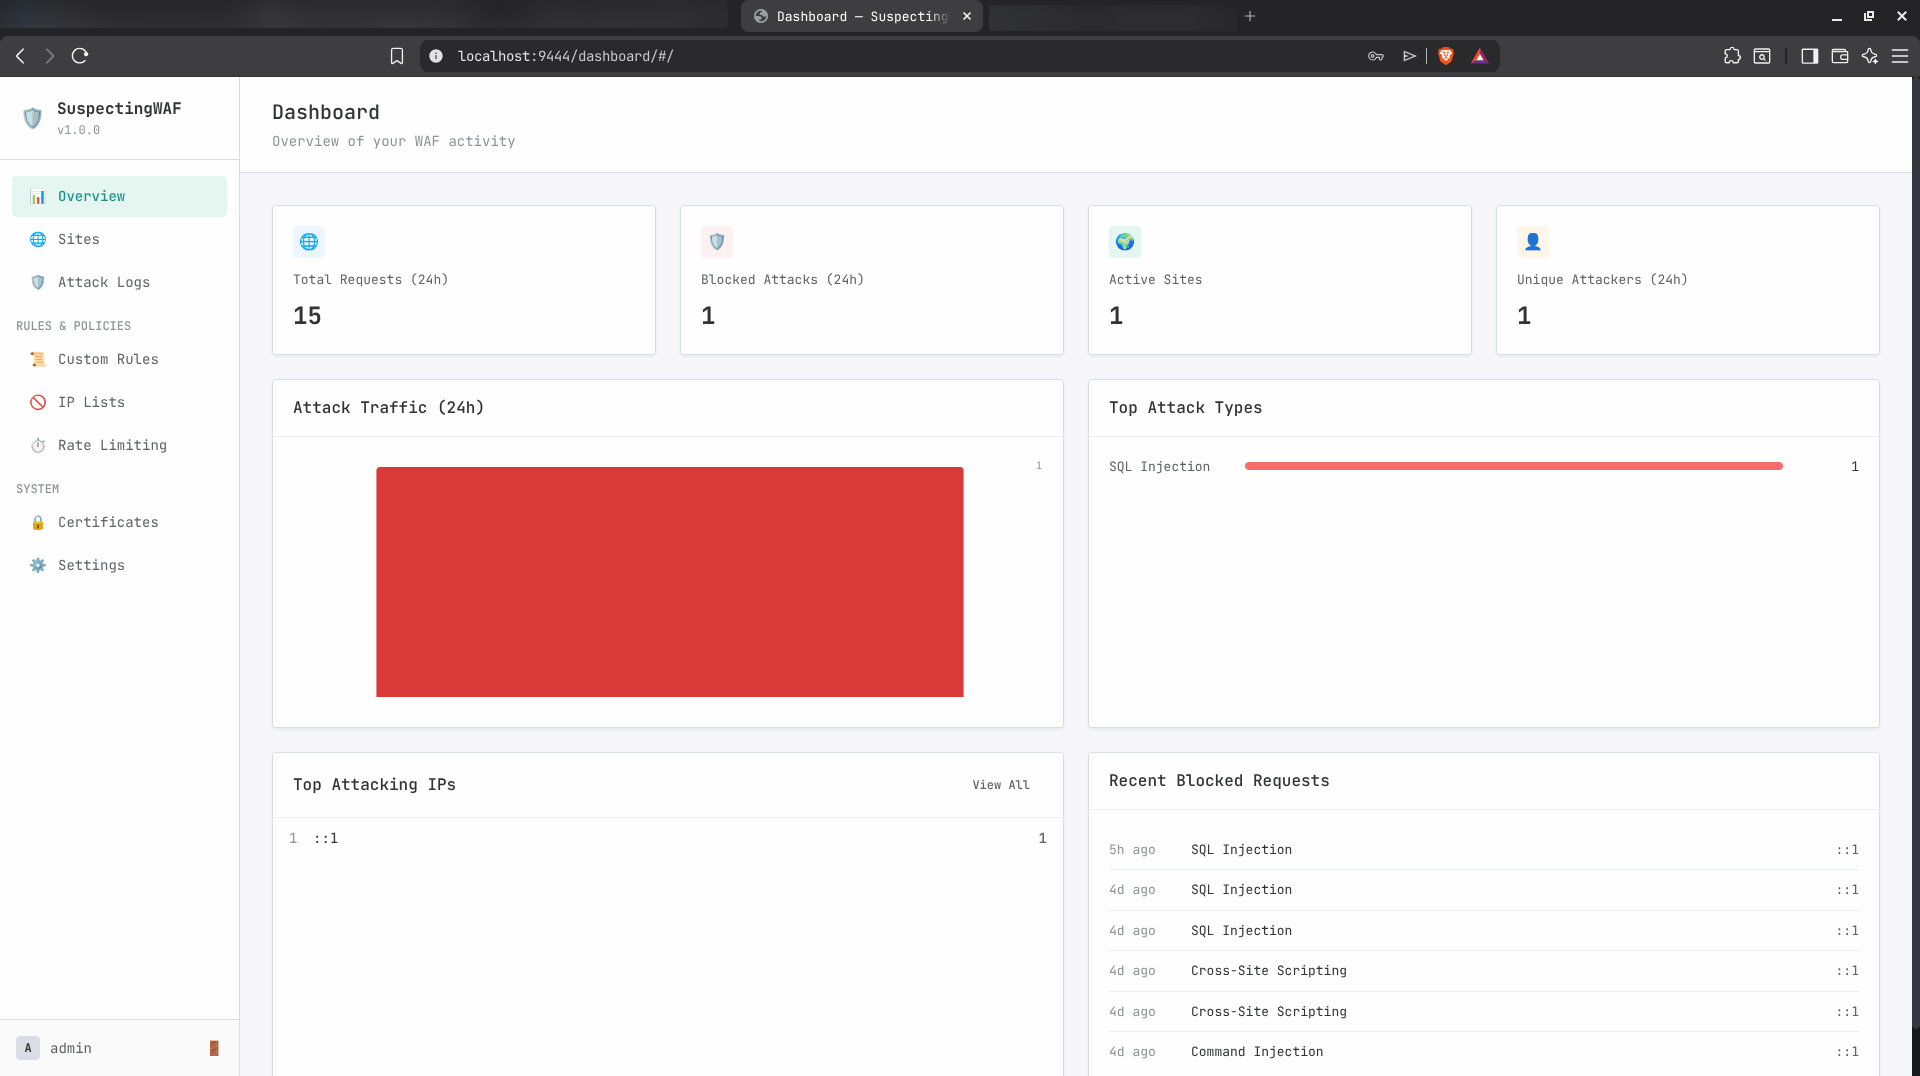 Dashboard — Suspecting
localhost:9444/dashboard/#/
SuspectingWAF
v1.0.0
Overview
Sites
Attack Logs
RULES & POLICIES
Custom Rules
IP Lists
Rate Limiting
SYSTEM
Certificates
Settings
A admin
Dashboard
Overview of your WAF activity
Total Requests (24h)
15
Blocked Attacks (24h)
1
Active Sites
1
Unique Attackers (24h)
1
Attack Traffic (24h)
1
Top Attack Types
SQL Injection 1
Top Attacking IPs View All
1 ::1 1
Recent Blocked Requests
5h ago SQL Injection ::1
4d ago SQL Injection ::1
4d ago SQL Injection ::1
4d ago Cross-Site Scripting ::1
4d ago Cross-Site Scripting ::1
4d ago Command Injection ::1